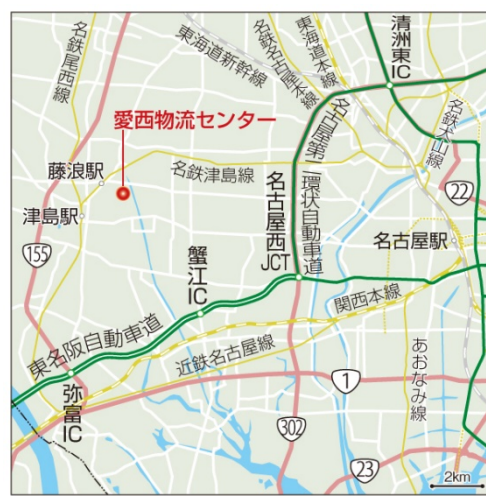 清洲東IC
東海道本線
名鉄名古屋本線
東海道新幹線
名鉄尾西線
名鉄犬山線
愛西物流センター
藤浪駅
名鉄津島線
名古屋第二環状自動車道
22
津島駅
名古屋西JCT
名古屋駅
155
蟹江IC
関西本線
東名阪自動車道
近鉄名古屋線
あおなみ線
弥富IC
1
302
23
2km